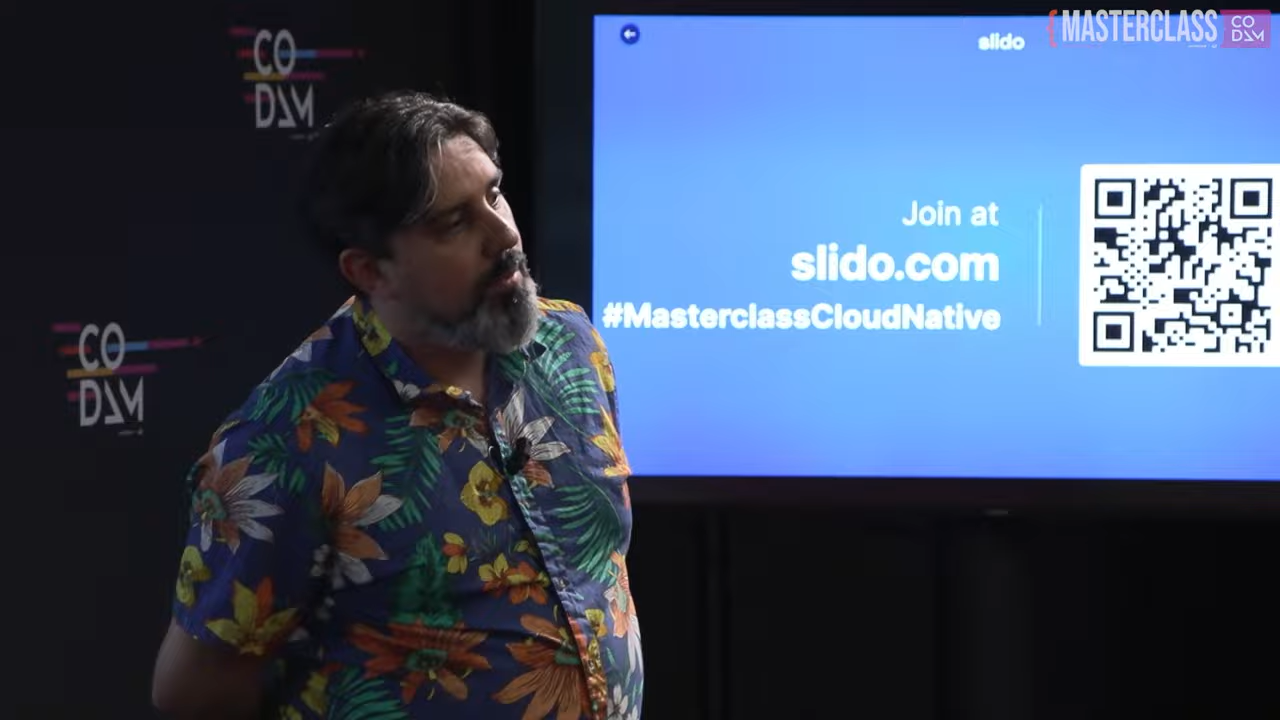 {MASTERCLASS
CO
DAM
slido
CO
DAM
Join at
slido.com
#MasterclassCloudNative
CO
DAM